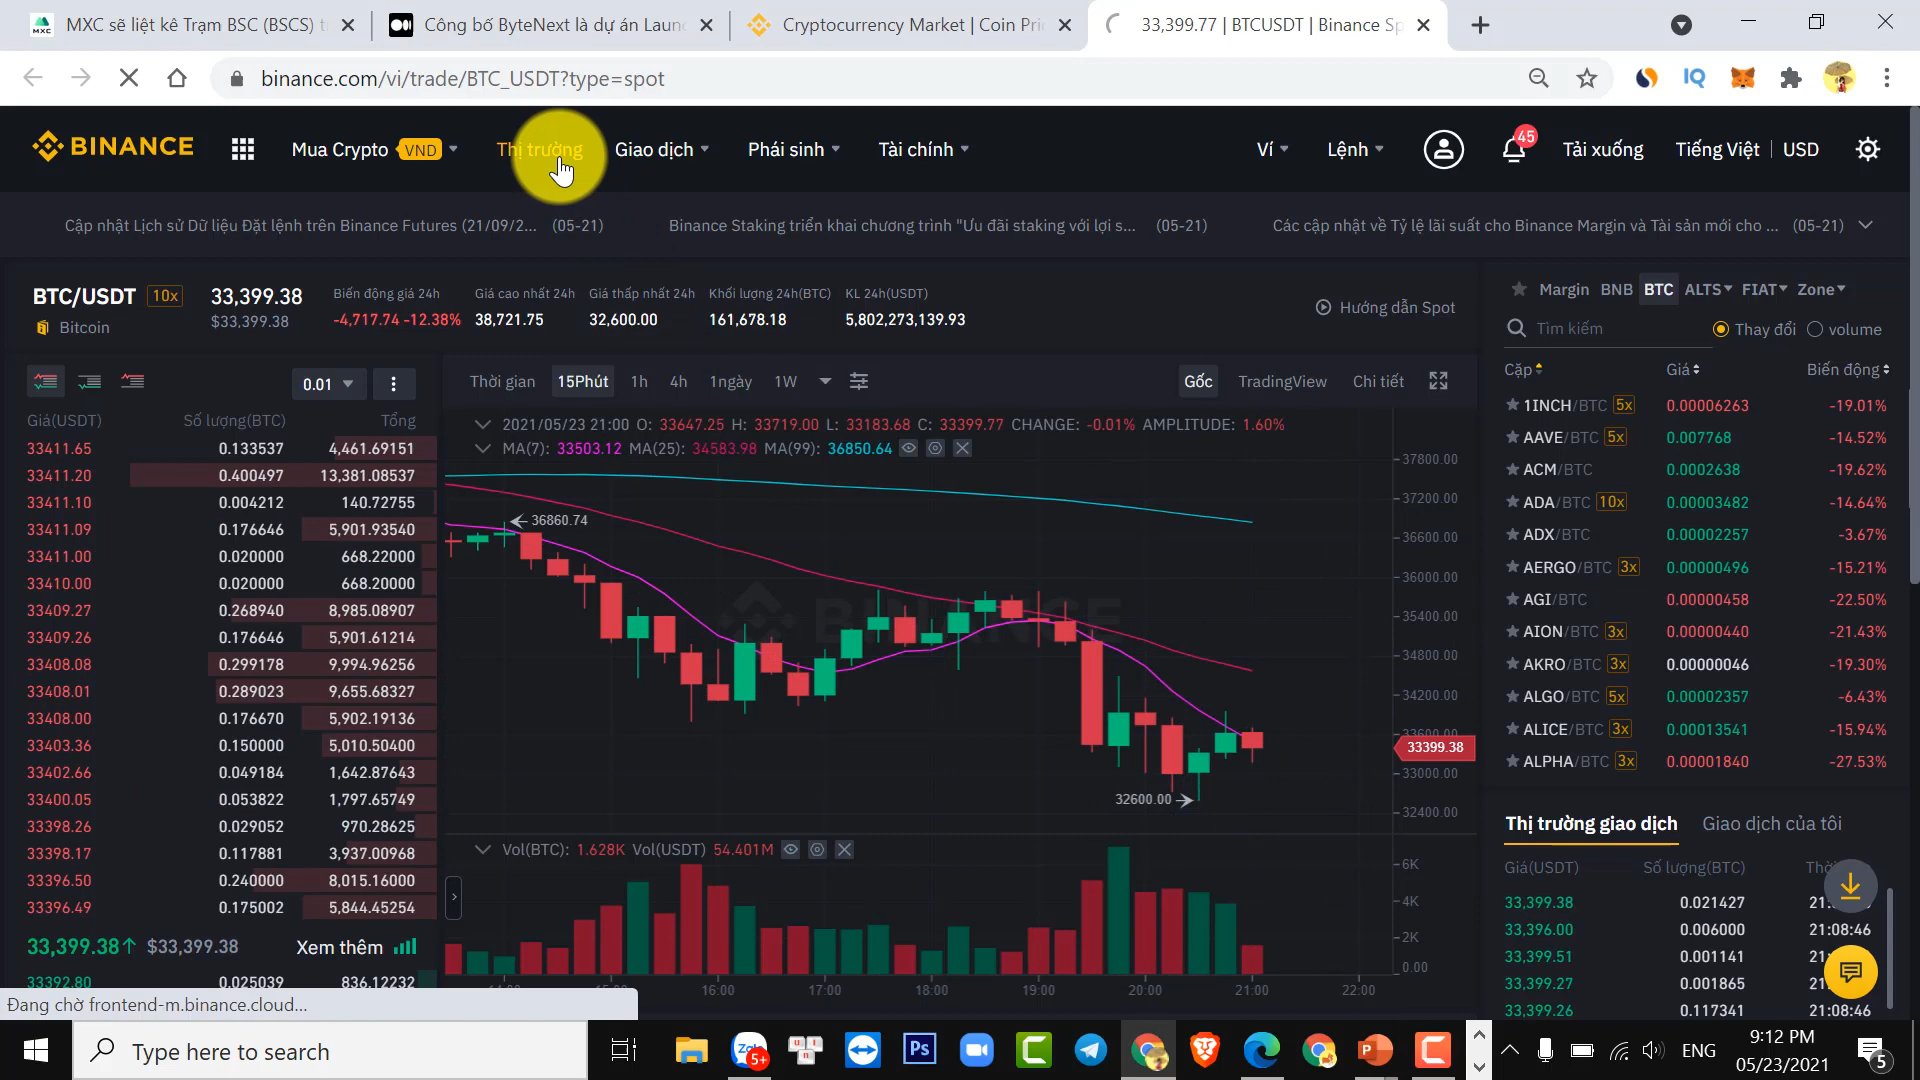 MXC sẽ liệt kê Trạm BSC (BSCS) t
Công bố ByteNext là dự án Laun
Cryptocurrency Market | Coin Pri
33,399.77 | BTCUSDT | Binance Sp
binance.com/vi/trade/BTC_USDT?type=spot
BINANCE Mua Crypto VND Thị trường Giao dịch Phái sinh Tài chính Ví Lệnh 45 Tải xuống Tiếng Việt USD
Cập nhật Lịch sử Dữ liệu Đặt lệnh trên Binance Futures (21/09/2... (05-21) Binance Staking triển khai chương trình "Ưu đãi staking với lợi s... (05-21) Các cập nhật về Tỷ lệ lãi suất cho Binance Margin và Tài sản mới cho ... (05-21)
BTC/USDT 10x 33,399.38 Biến động giá 24h Giá cao nhất 24h Giá thấp nhất 24h Khối lượng 24h(BTC) KL 24h(USDT)
Bitcoin $33,399.38 -4,717.74 -12.38% 38,721.75 32,600.00 161,678.18 5,802,273,139.93
Hướng dẫn Spot
0.01
Giá(USDT) Số lượng(BTC) Tổng
33411.65 0.133537 4,461.69151
33411.20 0.400497 13,381.08537
33411.10 0.004212 140.72755
33411.09 0.176646 5,901.93540
33411.00 0.020000 668.22000
33410.00 0.020000 668.20000
33409.27 0.268940 8,985.08907
33409.26 0.176646 5,901.61214
33408.08 0.299178 9,994.96256
33408.01 0.289023 9,655.68327
33408.00 0.176670 5,902.19136
33403.36 0.150000 5,010.50400
33402.66 0.049184 1,642.87643
33400.05 0.053822 1,797.65749
33398.26 0.029052 970.28625
33398.17 0.117881 3,937.00968
33396.50 0.240000 8,015.16000
33396.49 0.175002 5,844.45254
33,399.38↑ $33,399.38 Xem thêm
33392.80 0.025039 836.12232
Thời gian 15Phút 1h 4h 1ngày 1W Gốc TradingView Chi tiết
2021/05/23 21:00 O: 33647.25 H: 33719.00 L: 33183.68 C: 33399.77 CHANGE: -0.01% AMPLITUDE: 1.60%
MA(7): 33503.12 MA(25): 34583.98 MA(99): 36850.64
36860.74
32600.00
BINANCE
37800.00
37200.00
36600.00
36000.00
35400.00
34800.00
34200.00
33600.00
33399.38
33000.00
32400.00
Vol(BTC): 1.628K Vol(USDT) 54.401M
6K
4K
2K
0.00
14:00 15:00 16:00 17:00 18:00 19:00 20:00 21:00 22:00
Margin BNB BTC ALTS FIAT Zone
Tìm kiếm Thay đổi volume
Cặp Giá Biến động
1INCH/BTC 5x 0.00006263 -19.01%
AAVE/BTC 5x 0.007768 -14.52%
ACM/BTC 0.0002638 -19.62%
ADA/BTC 10x 0.00003482 -14.64%
ADX/BTC 0.00002257 -3.67%
AERGO/BTC 3x 0.00000496 -15.21%
AGI/BTC 0.00000458 -22.50%
AION/BTC 3x 0.00000440 -21.43%
AKRO/BTC 3x 0.00000046 -19.30%
ALGO/BTC 5x 0.00002357 -6.43%
ALICE/BTC 3x 0.00013541 -15.94%
ALPHA/BTC 3x 0.00001840 -27.53%
Thị trường giao dịch Giao dịch của tôi
Giá(USDT) Số lượng(BTC) Thờ
33,399.38 0.021427 21:
33,396.00 0.006000 21:08:46
33,399.51 0.001141 21:
33,399.27 0.001865 21:08:46
33,399.26 0.117341 21:08:46
Đang chờ frontend-m.binance.cloud...
Type here to search
5+
ENG
9:12 PM
05/23/2021
5